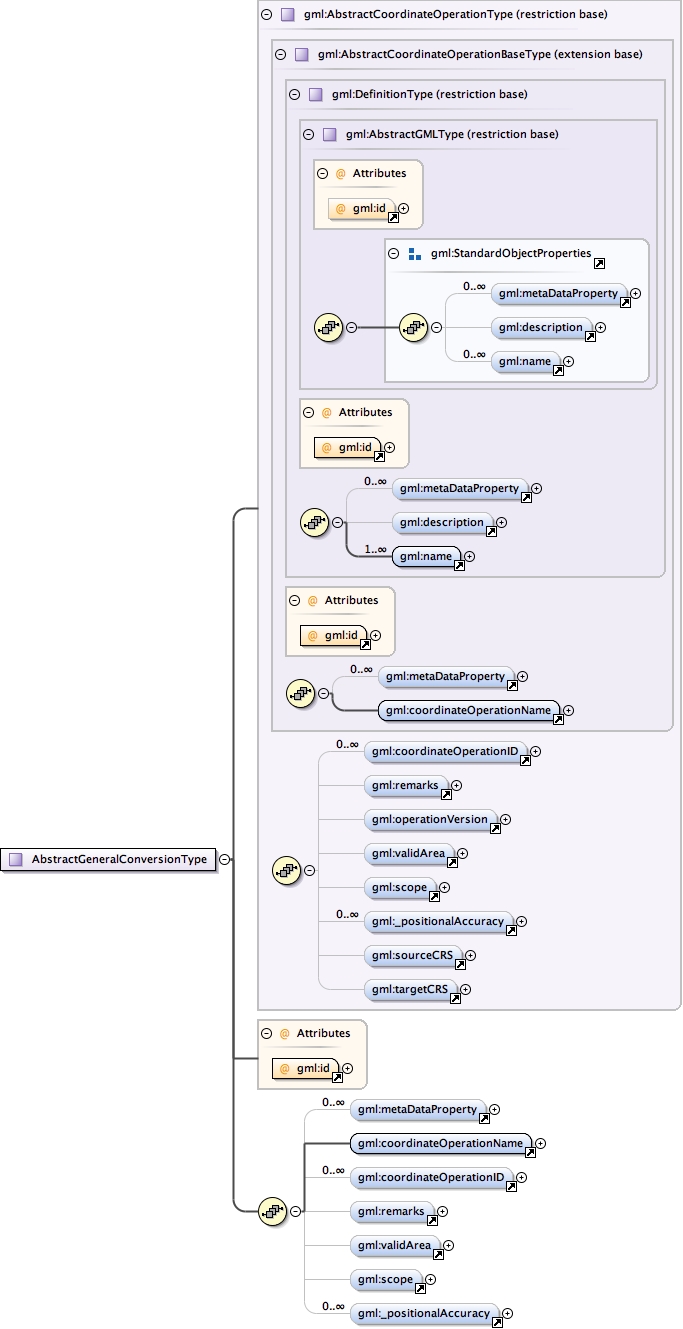 gml:AbstractCoordinateOperationType (restriction base)
gml:AbstractCoordinateOperationBaseType (extension base)
gml:DefinitionType (restriction base)
gml:AbstractGMLType (restriction base)
@ Attributes
@ gml:id
gml:StandardObjectProperties
0..∞ gml:metaDataProperty
gml:description
0..∞ gml:name
@ Attributes
@ gml:id
0..∞ gml:metaDataProperty
gml:description
1..∞ gml:name
@ Attributes
@ gml:id
0..∞ gml:metaDataProperty
gml:coordinateOperationName
0..∞ gml:coordinateOperationID
gml:remarks
gml:operationVersion
gml:validArea
AbstractGeneralConversionType
gml:scope
0..∞ gml:_positionalAccuracy
gml:sourceCRS
gml:targetCRS
@ Attributes
@ gml:id
0..∞ gml:metaDataProperty
gml:coordinateOperationName
0..∞ gml:coordinateOperationID
gml:remarks
gml:validArea
gml:scope
0..∞ gml:_positionalAccuracy